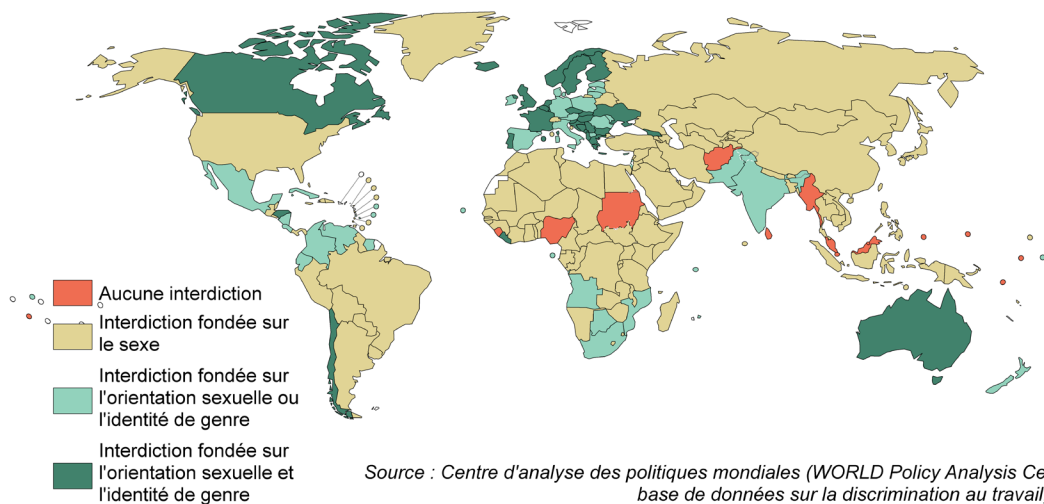 Aucune interdiction
Interdiction fondée sur
le sexe
Interdiction fondée sur
l'orientation sexuelle ou
l'identité de genre
Interdiction fondée sur
l'orientation sexuelle et
l'identité de genre
Source : Centre d'analyse des politiques mondiales (WORLD Policy Analysis Ce
base de données sur la discrimination au travail